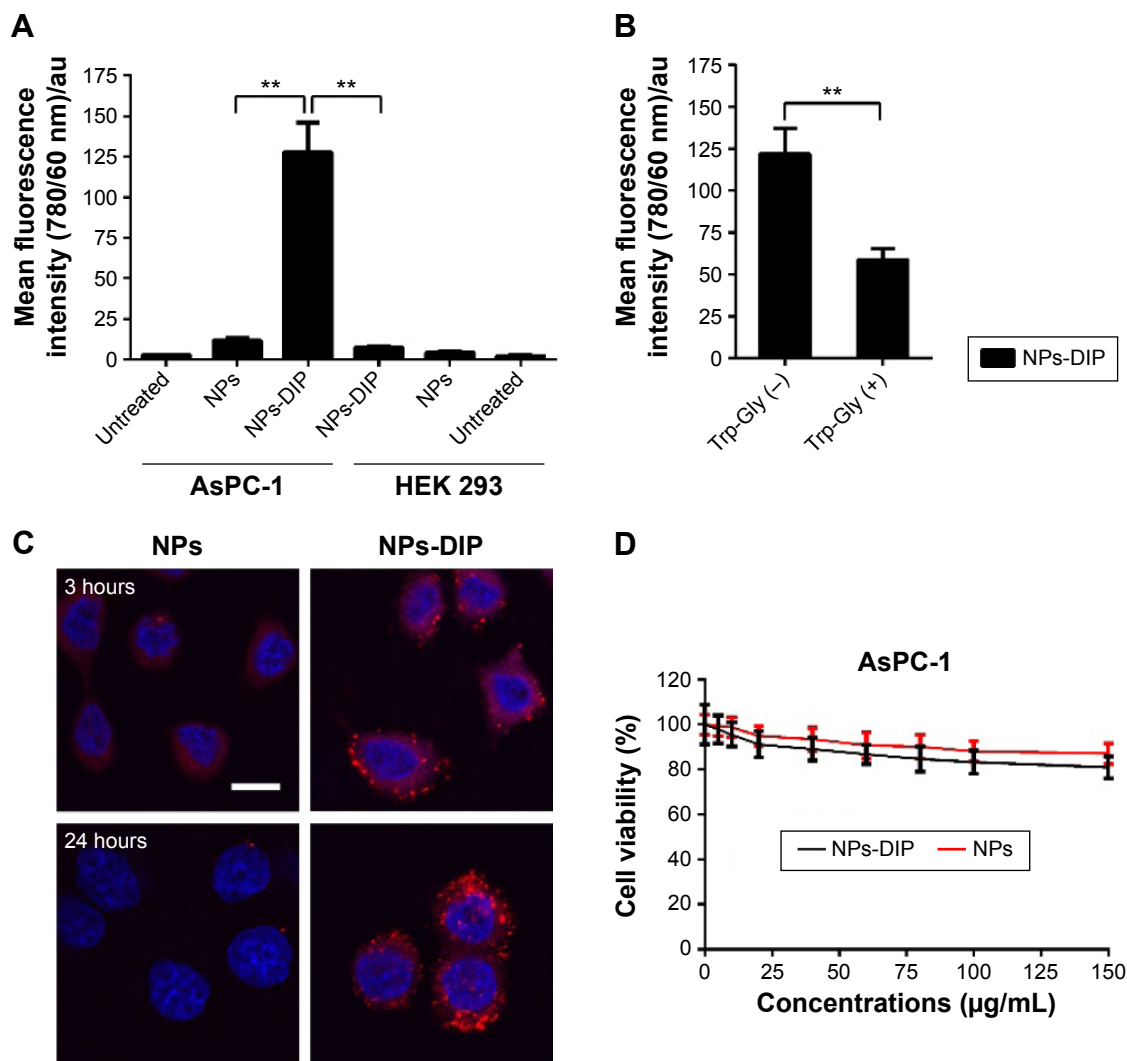 A
Mean fluorescence
intensity (780/60 nm)/au
175
150
125
100
75
50
25
0
**
**
Untreated
NPs
NPs-DIP
NPs-DIP
NPs
Untreated
AsPC-1
HEK 293
B
Mean fluorescence
intensity (780/60 nm)/au
175
150
125
100
75
50
25
0
**
Trp-Gly (–)
Trp-Gly (+)
NPs-DIP
C
NPs
NPs-DIP
3 hours
24 hours
D
AsPC-1
Cell viability (%)
120
100
80
60
40
20
0
NPs-DIP
NPs
0
25
50
75
100
125
150
Concentrations (µg/mL)